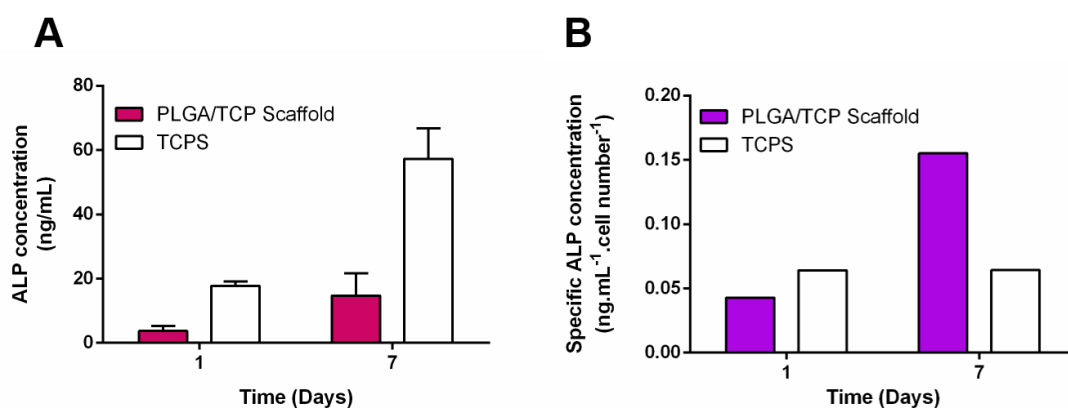 A
ALP concentration
(ng/mL)
80
60
40
20
0
PLGA/TCP Scaffold
TCPS
1
7
Time (Days)
B
Specific ALP concentration
(ng.mL⁻¹.cell number⁻¹)
0.20
0.15
0.10
0.05
0.00
PLGA/TCP Scaffold
TCPS
1
7
Time (Days)